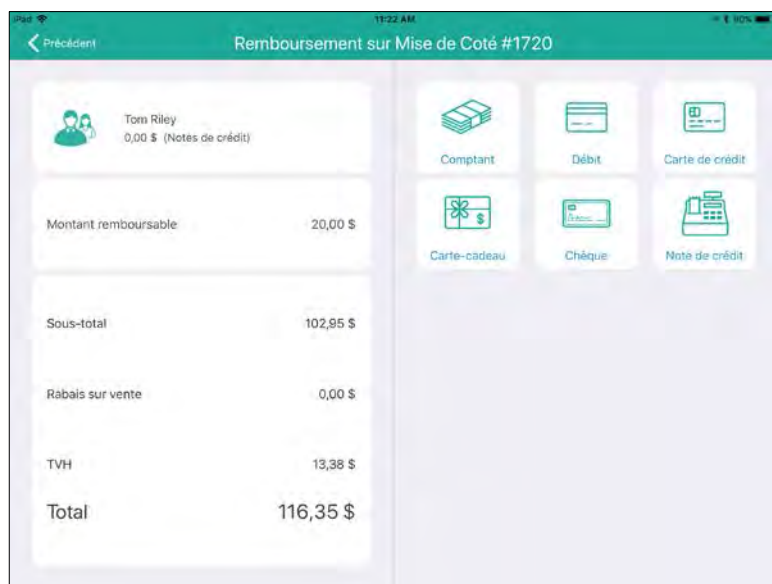 iPad 11:22 AM 90%
Précédent Remboursement sur Mise de Coté #1720
Tom Riley
0,00 $ (Notes de crédit)
Montant remboursable 20,00 $
Sous-total 102,95 $
Rabais sur vente 0,00 $
TVH 13,38 $
Total 116,35 $
Comptant Débit Carte de crédit
$
Carte-cadeau Chèque Note de crédit